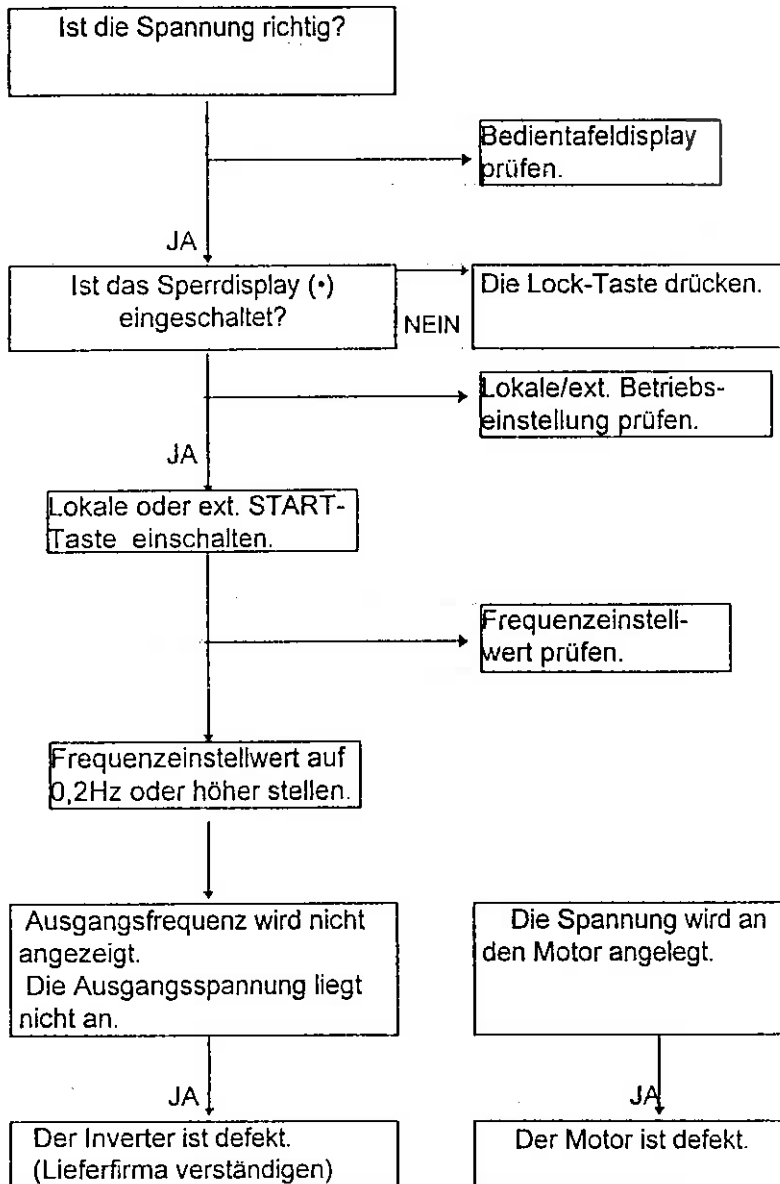 Ist die Spannung richtig?
Bedientafeldisplay
prüfen.
JA
Ist das Sperrdisplay (•)
eingeschaltet?
NEIN
Die Lock-Taste drücken.
Lokale/ext. Betriebs-
einstellung prüfen.
JA
Lokale oder ext. START-
Taste einschalten.
Frequenzeinstell-
wert prüfen.
Frequenzeinstellwert auf
0,2Hz oder höher stellen.
Ausgangsfrequenz wird nicht
angezeigt.
Die Ausgangsspannung liegt
nicht an.
Die Spannung wird an
den Motor angelegt.
JA
JA
Der Inverter ist defekt.
(Lieferfirma verständigen)
Der Motor ist defekt.